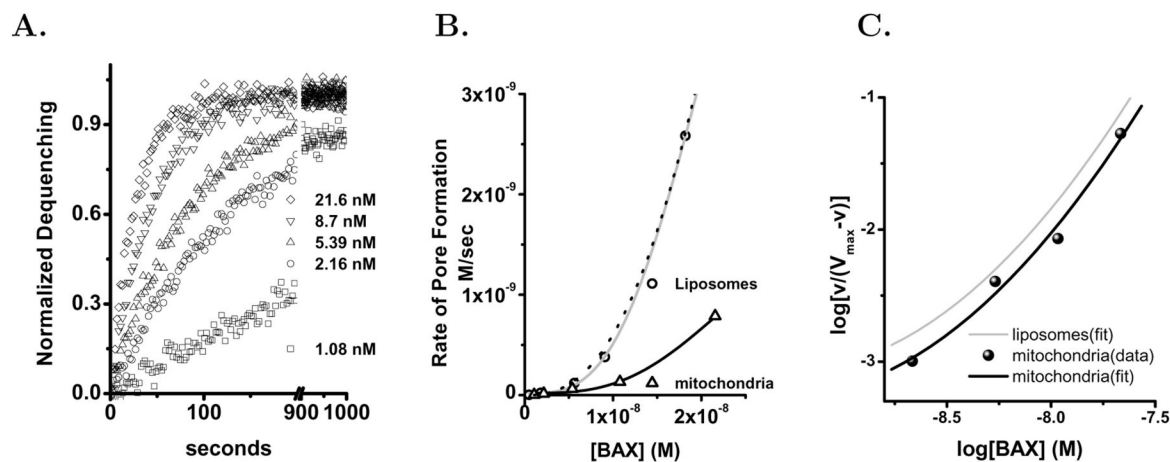 A.
Normalized Dequenching
0.9
0.6
0.3
0.0
21.6 nM
8.7 nM
5.39 nM
2.16 nM
1.08 nM
0 100 900 1000
seconds
B.
Rate of Pore Formation
M/sec
3x10⁻⁹
2x10⁻⁹
1x10⁻⁹
0
Liposomes
mitochondria
1x10⁻⁸ 2x10⁻⁸
[BAX] (M)
C.
log[v/(Vₘₐₓ-v)]
-1
-2
-3
liposomes(fit)
mitochondria(data)
mitochondria(fit)
-8.5 -8.0 -7.5
log[BAX] (M)